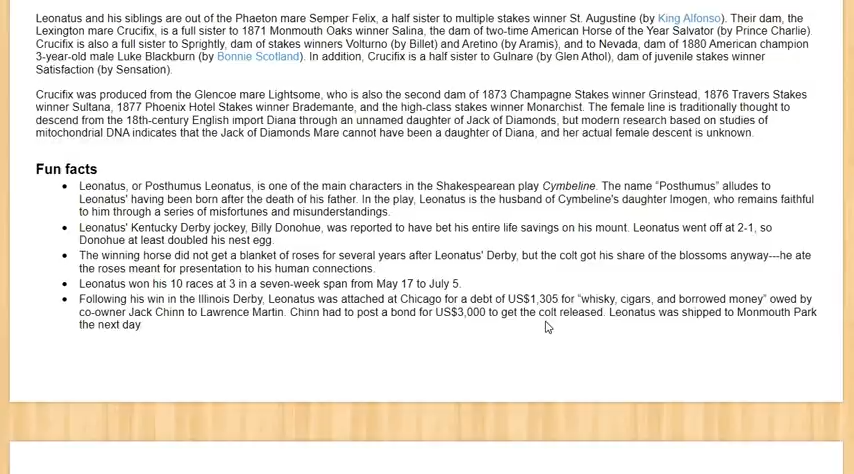 Leonatus and his siblings are out of the Phaeton mare Semper Felix, a half sister to multiple stakes winner St. Augustine (by King Alfonso). Their dam, the
Lexington mare Crucifix, is a full sister to 1871 Monmouth Oaks winner Salina, the dam of two-time American Horse of the Year Salvator (by Prince Charlie).
Crucifix is also a full sister to Sprightly, dam of stakes winners Volturno (by Billet) and Aretino (by Aramis), and to Nevada, dam of 1880 American champion
3-year-old male Luke Blackburn (by Bonnie Scotland). In addition, Crucifix is a half sister to Gulnare (by Glen Athol), dam of juvenile stakes winner
Satisfaction (by Sensation).
Crucifix was produced from the Glencoe mare Lightsome, who is also the second dam of 1873 Champagne Stakes winner Grinstead, 1876 Travers Stakes
winner Sultana, 1877 Phoenix Hotel Stakes winner Brademante, and the high-class stakes winner Monarchist. The female line is traditionally thought to
descend from the 18th-century English import Diana through an unnamed daughter of Jack of Diamonds, but modern research based on studies of
mitochondrial DNA indicates that the Jack of Diamonds Mare cannot have been a daughter of Diana, and her actual female descent is unknown.
Fun facts
• Leonatus, or Posthumus Leonatus, is one of the main characters in the Shakespearean play Cymbeline. The name "Posthumus" alludes to
Leonatus' having been born after the death of his father. In the play, Leonatus is the husband of Cymbeline's daughter Imogen, who remains faithful
to him through a series of misfortunes and misunderstandings.
• Leonatus' Kentucky Derby jockey, Billy Donohue, was reported to have bet his entire life savings on his mount. Leonatus went off at 2-1, so
Donohue at least doubled his nest egg.
• The winning horse did not get a blanket of roses for several years after Leonatus' Derby, but the colt got his share of the blossoms anyway---he ate
the roses meant for presentation to his human connections.
• Leonatus won his 10 races at 3 in a seven-week span from May 17 to July 5.
• Following his win in the Illinois Derby, Leonatus was attached at Chicago for a debt of US$1,305 for "whisky, cigars, and borrowed money" owed by
co-owner Jack Chinn to Lawrence Martin. Chinn had to post a bond for US$3,000 to get the colt released. Leonatus was shipped to Monmouth Park
the next day